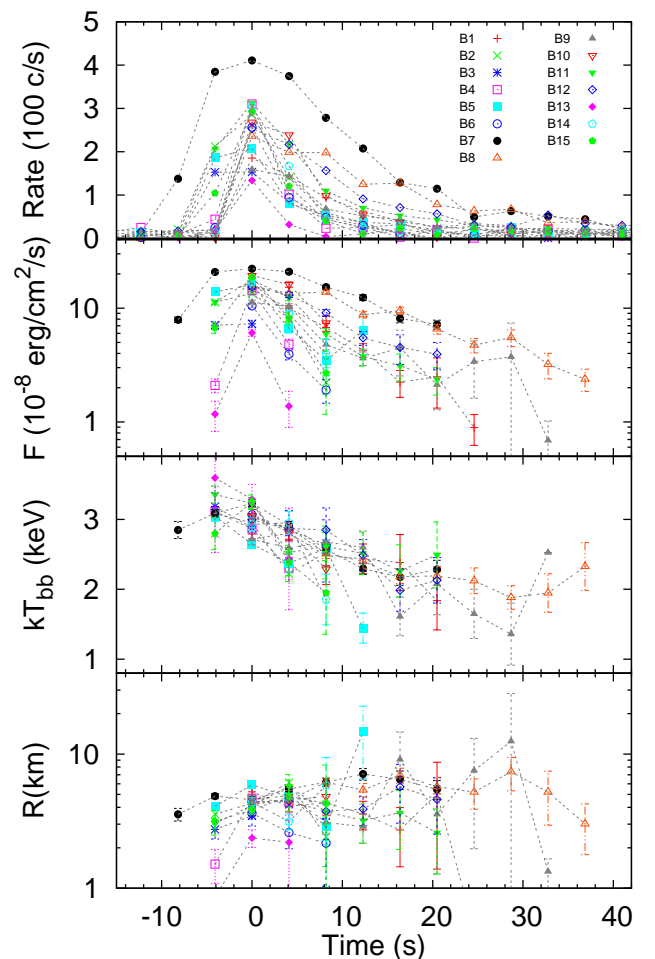 5
4
3
2
1
0
Rate (100 c/s)
B1
B2
B3
B4
B5
B6
B7
B8
B9
B10
B11
B12
B13
B14
B15
10
1
F (10⁻⁸ erg/cm²/s)
3
2
1
kT_bb (keV)
10
1
R(km)
-10 0 10 20 30 40
Time (s)